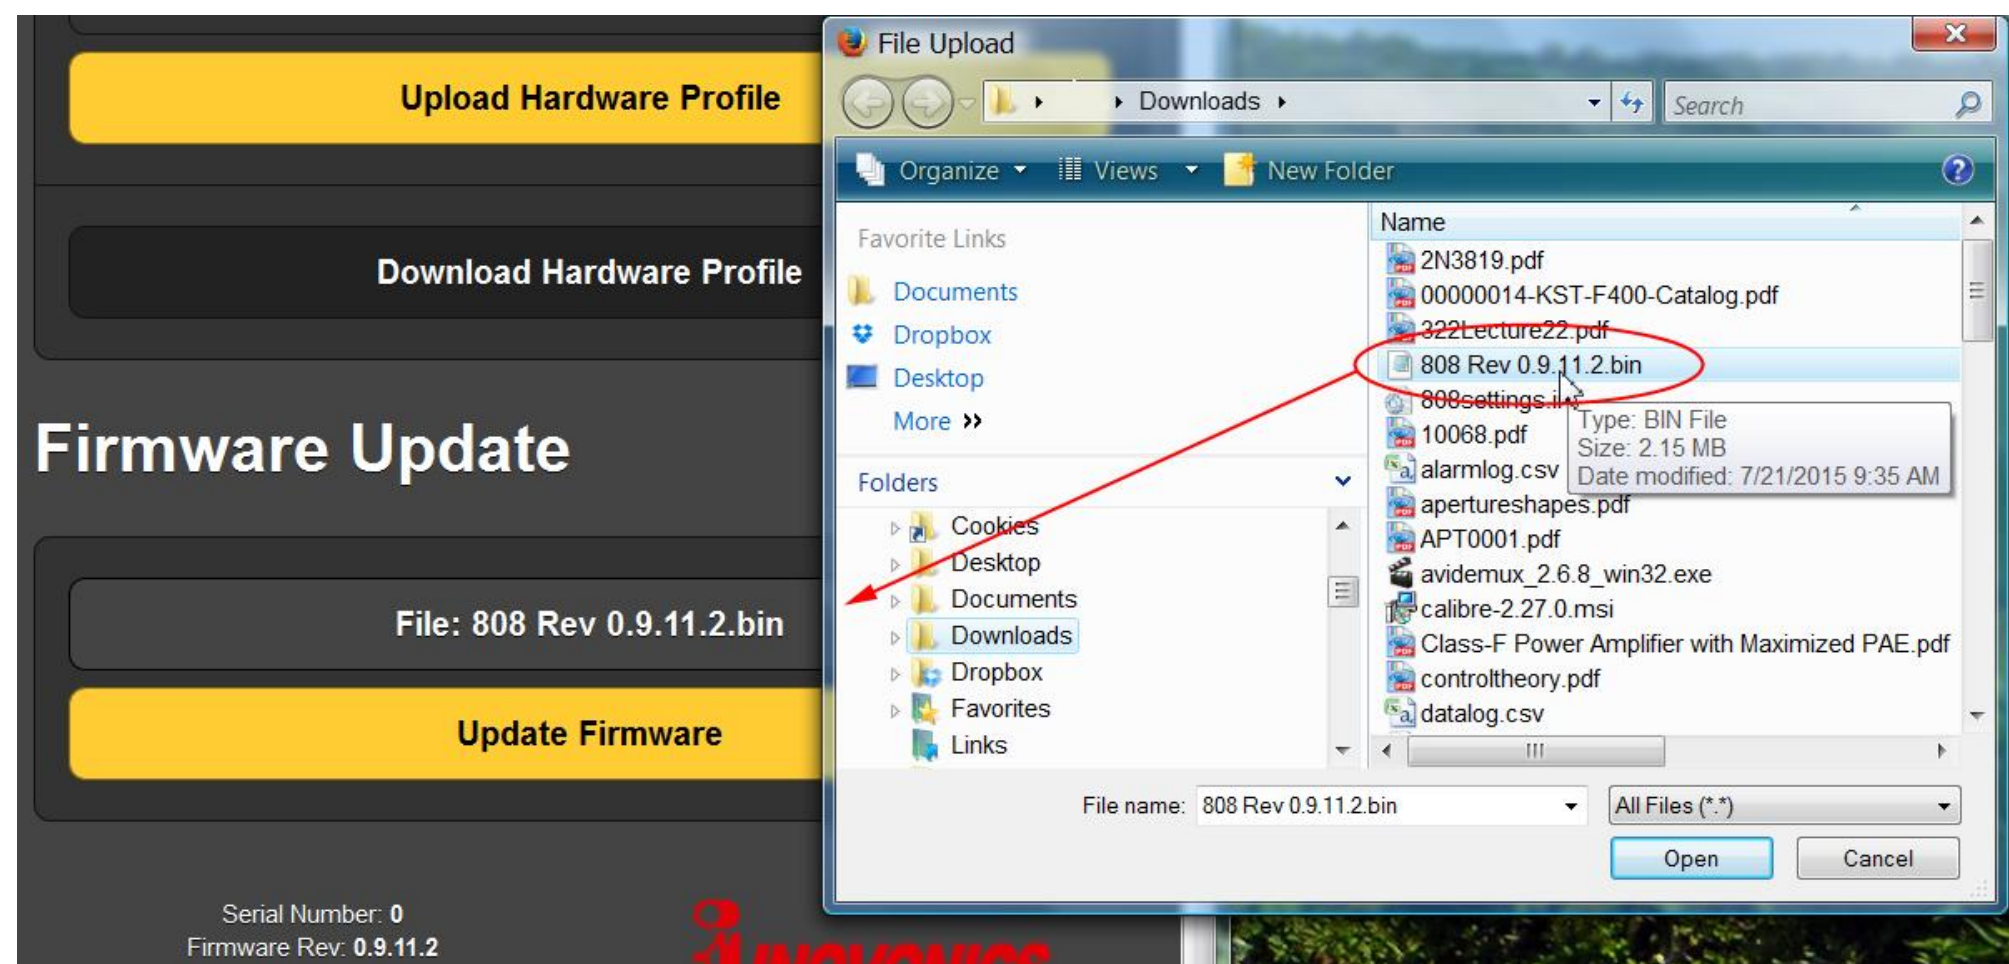 Upload Hardware Profile
Download Hardware Profile
Firmware Update
File: 808 Rev 0.9.11.2.bin
Update Firmware
Serial Number: 0
Firmware Rev: 0.9.11.2
INOVONICS
File Upload
Downloads
Search
Organize
Views
New Folder
?
Favorite Links
Documents
Dropbox
Desktop
More »
Folders
Cookies
Desktop
Documents
Downloads
Dropbox
Favorites
Links
Name
2N3819.pdf
00000014-KST-F400-Catalog.pdf
322Lecture22.pdf
808 Rev 0.9.11.2.bin
808settings.i
10068.pdf
alarmlog.csv
apertureshapes.pdf
APT0001.pdf
avidemux_2.6.8_win32.exe
calibre-2.27.0.msi
Class-F Power Amplifier with Maximized PAE.pdf
controltheory.pdf
datalog.csv
Type: BIN File
Size: 2.15 MB
Date modified: 7/21/2015 9:35 AM
File name: 808 Rev 0.9.11.2.bin
All Files (*.*)
Open
Cancel